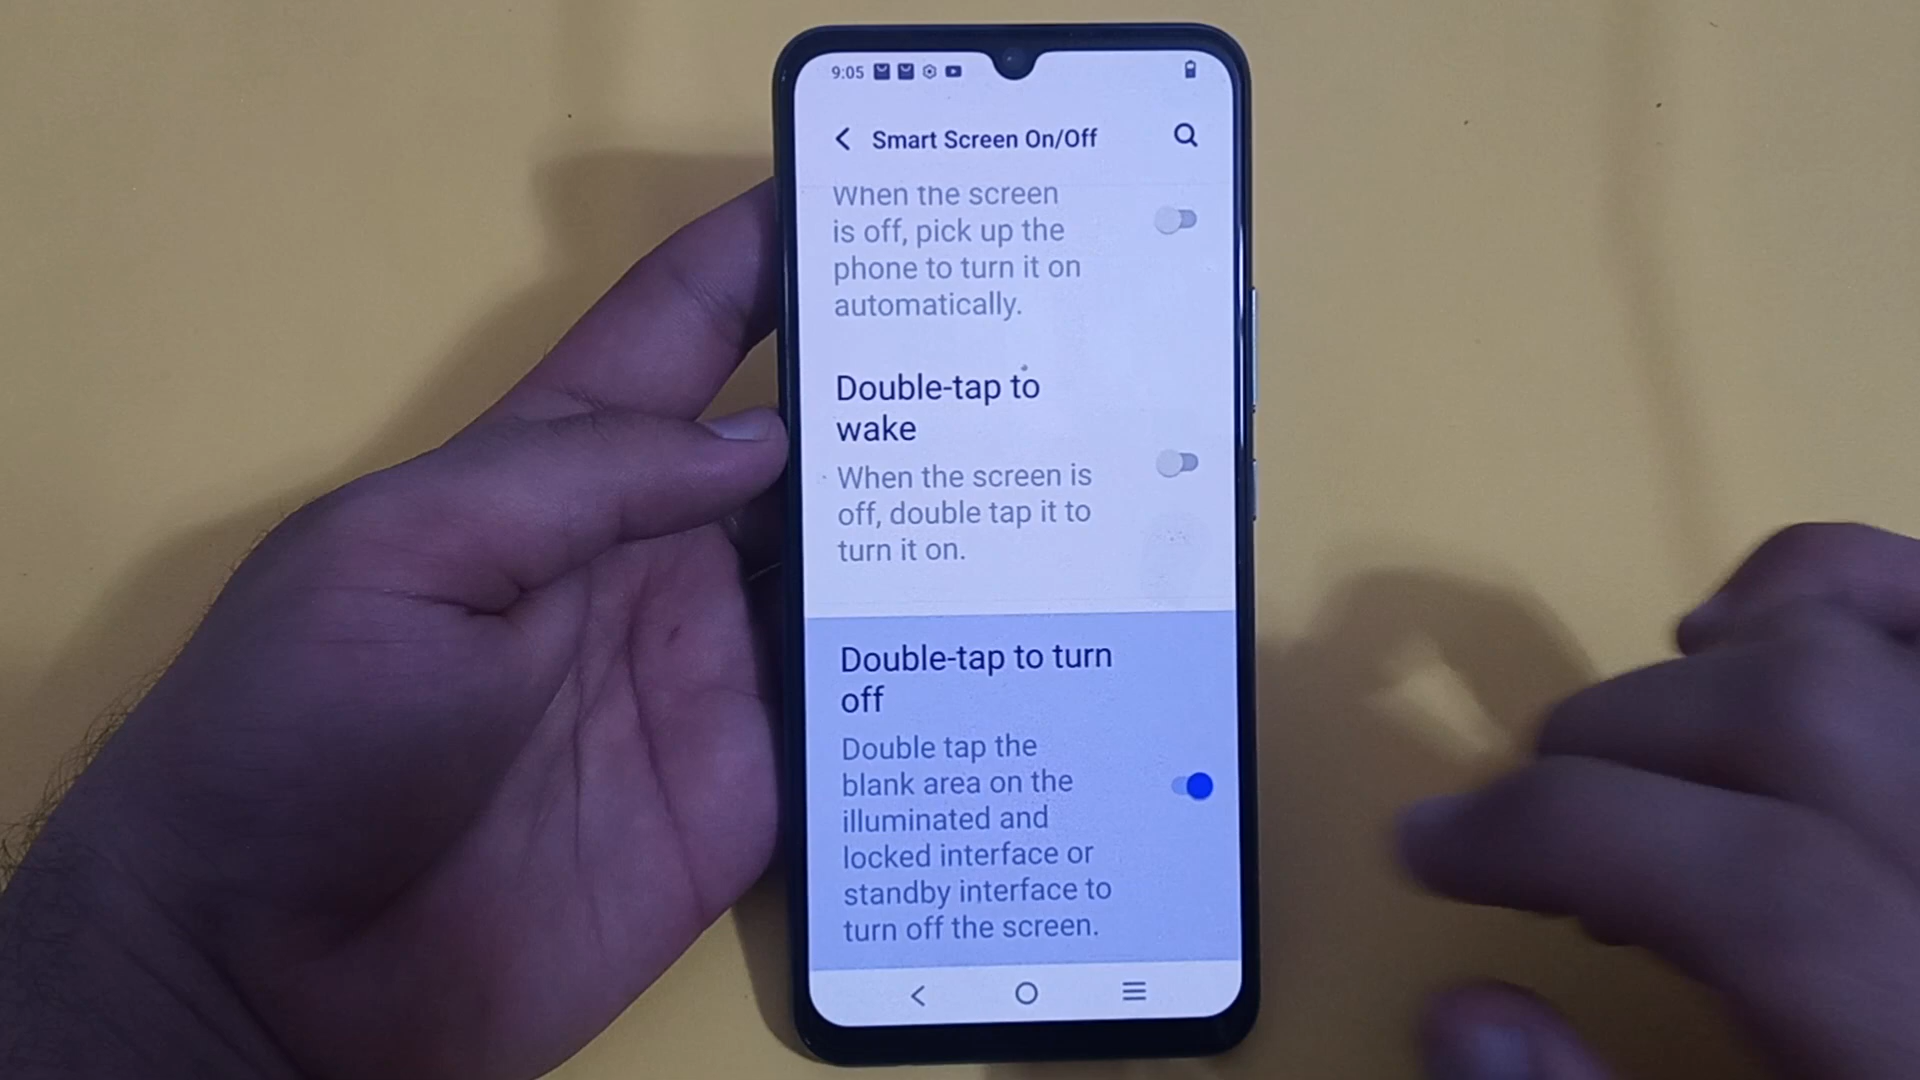 9:05
Smart Screen On/Off
When the screen
is off, pick up the
phone to turn it on
automatically.
Double-tap to
wake
When the screen is
off, double tap it to
turn it on.
Double-tap to turn
off
Double tap the
blank area on the
illuminated and
locked interface or
standby interface to
turn off the screen.